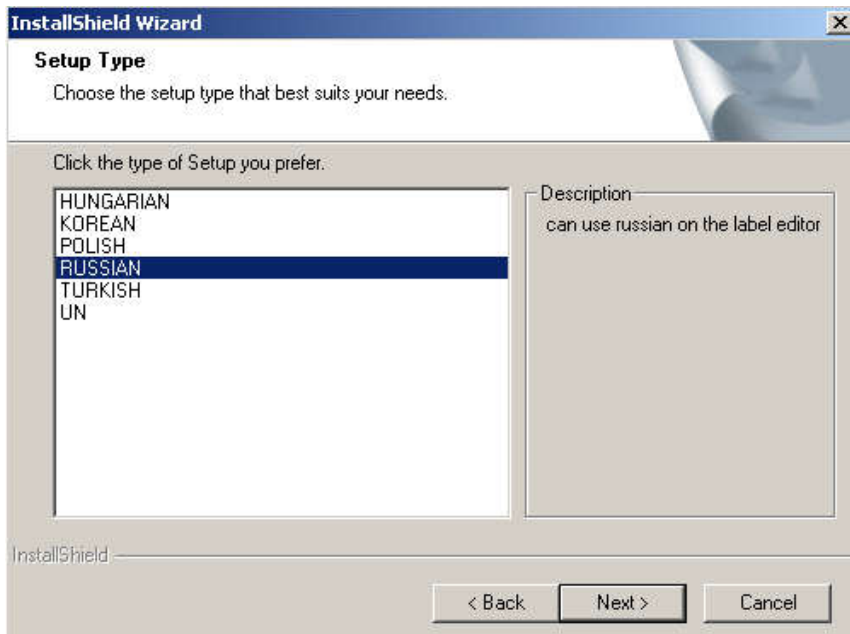 InstallShield Wizard
Setup Type
Choose the setup type that best suits your needs.
Click the type of Setup you prefer.
HUNGARIAN
KOREAN
POLISH
RUSSIAN
TURKISH
UN
Description
can use russian on the label editor
InstallShield
< Back
Next >
Cancel